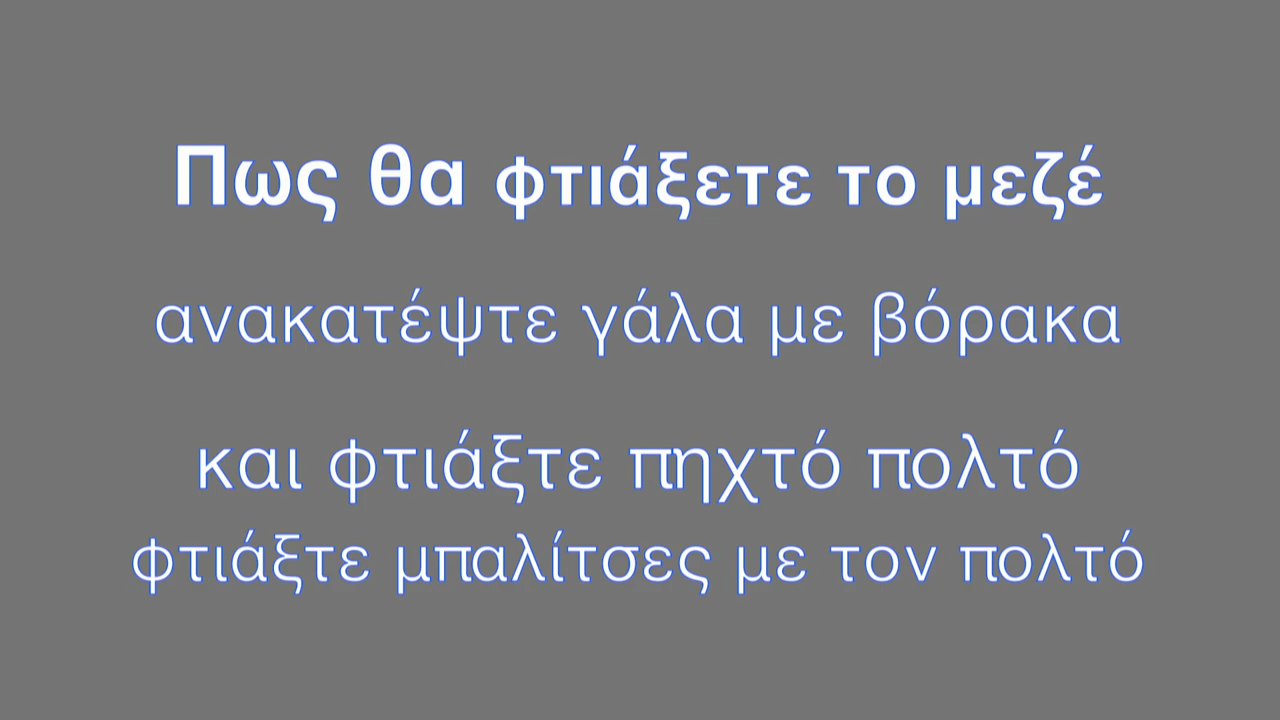 Πως θα φτιάξετε το μεζέ
ανακατέψτε γάλα με βόρακα
και φτιάξτε πηχτό πολτό
φτιάξτε μπαλίτσες με τον πολτό